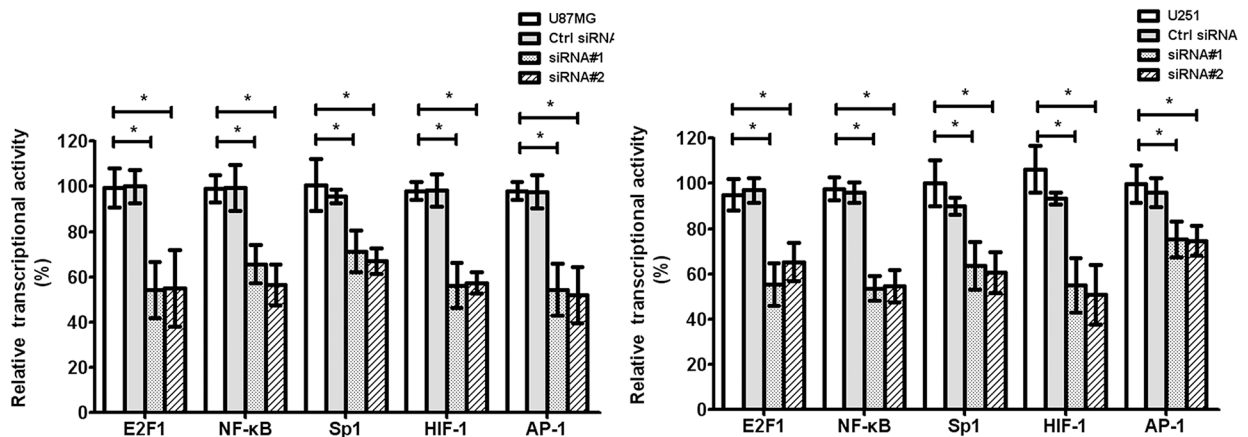 U87MG
Ctrl siRNA
siRNA#1
siRNA#2
* * * * *
* * * * *
Relative transcriptional activity
(%)
120
100
80
60
40
20
0
E2F1 NF-κB Sp1 HIF-1 AP-1
U251
Ctrl siRNA
siRNA#1
siRNA#2
* * * * *
* * * * *
Relative transcriptional activity
(%)
120
100
80
60
40
20
0
E2F1 NF-κB Sp1 HIF-1 AP-1